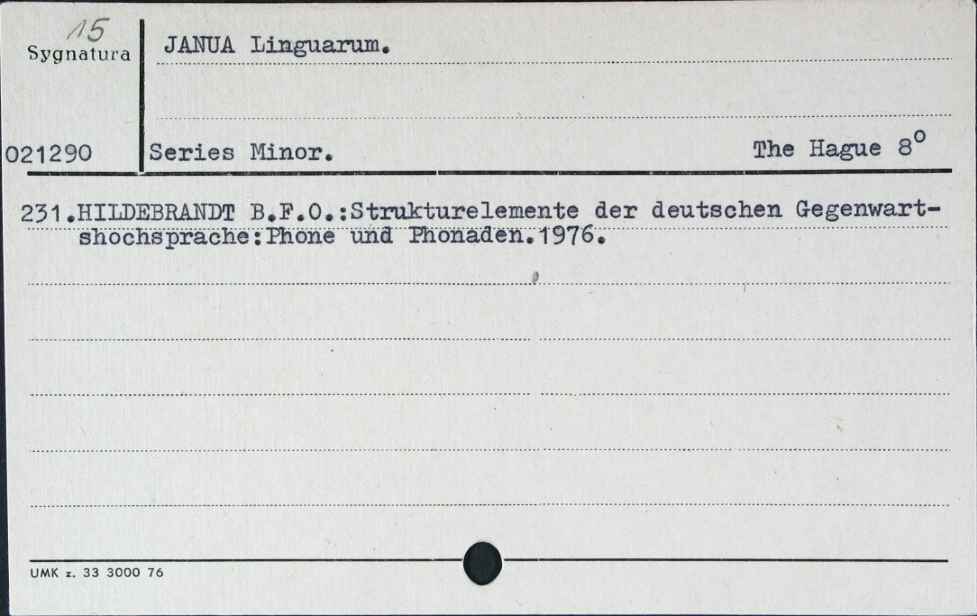 15
Sygnatura
JANUA Linguarum.
021290
Series Minor. The Hague 8⁰
231.HILDEBRANDT B.F.O.:Strukturelemente der deutschen Gegenwart-
shochsprache:Phone und Phonaden.1976.
UMK z. 33 3000 76